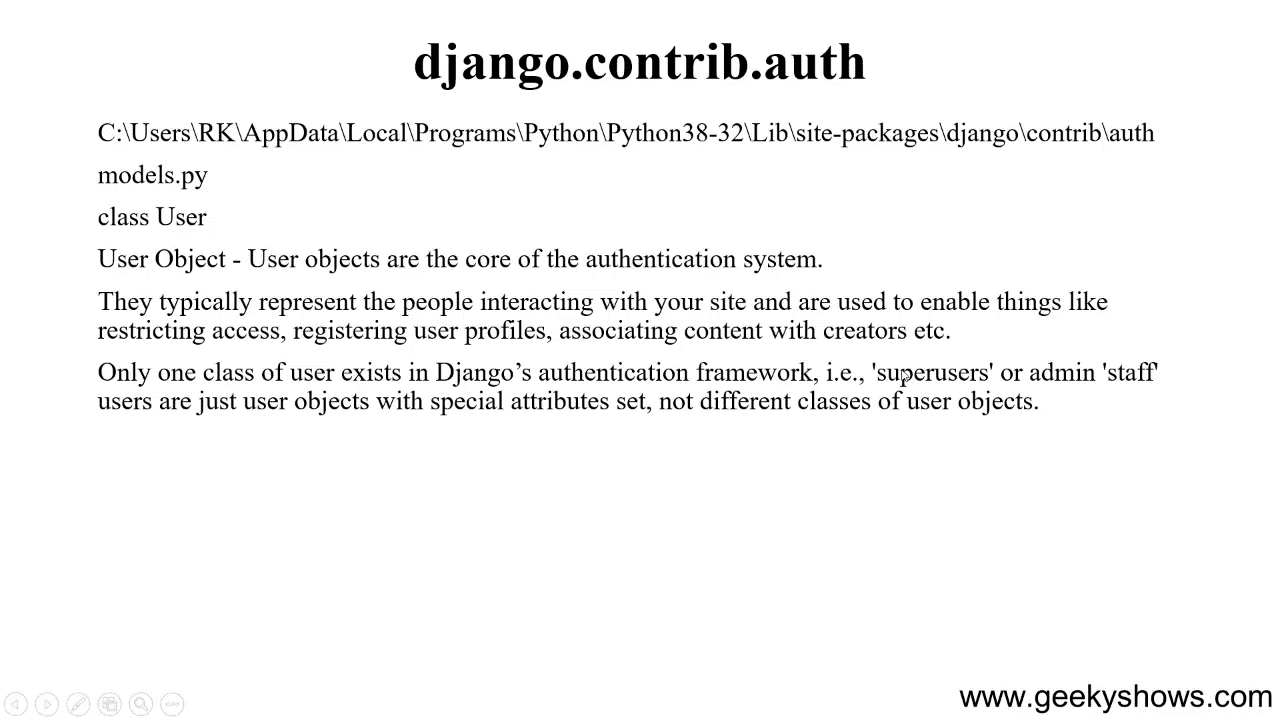 django.contrib.auth
C:\Users\RK\AppData\Local\Programs\Python\Python38-32\Lib\site-packages\django\contrib\auth
models.py
class User
User Object - User objects are the core of the authentication system.
They typically represent the people interacting with your site and are used to enable things like
restricting access, registering user profiles, associating content with creators etc.
Only one class of user exists in Django’s authentication framework, i.e., 'superusers' or admin 'staff'
users are just user objects with special attributes set, not different classes of user objects.
www.geekyshows.com